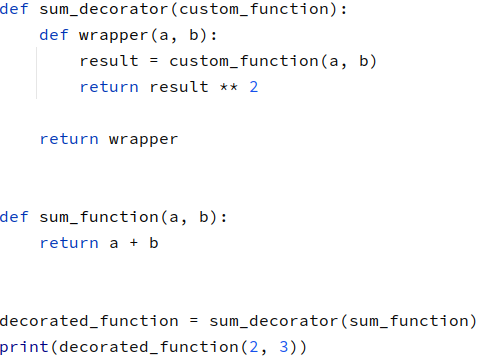 def sum_decorator(custom_function):
    def wrapper(a, b):
        result = custom_function(a, b)
        return result ** 2

    return wrapper


def sum_function(a, b):
    return a + b


decorated_function = sum_decorator(sum_function)
print(decorated_function(2, 3))